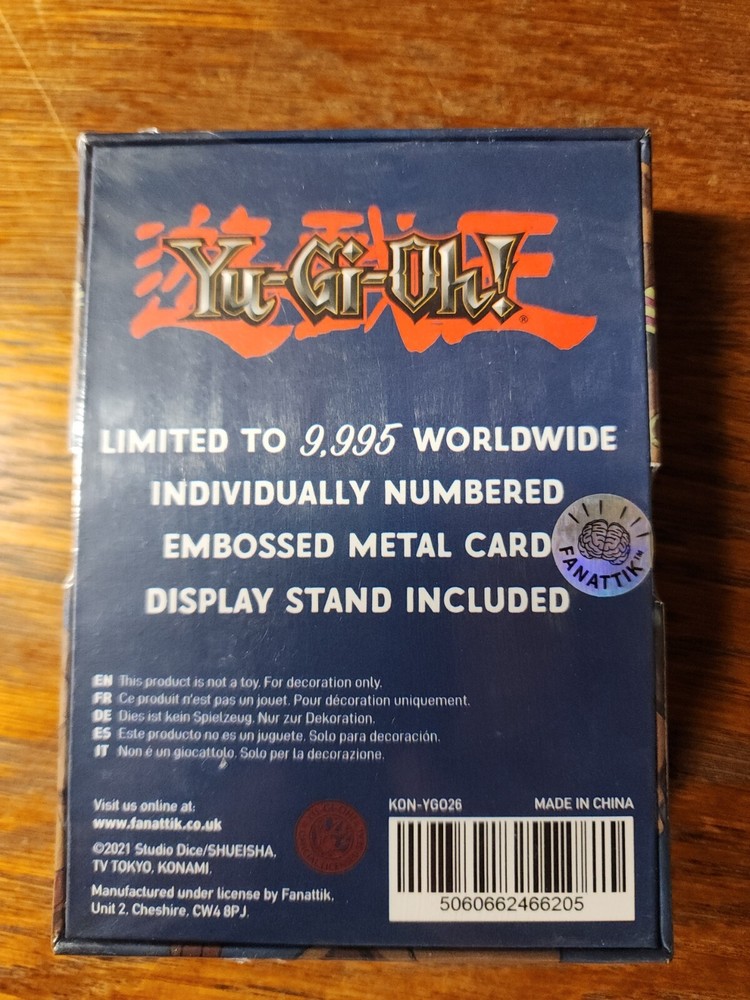 遊戯王
Yu-Gi-Oh!®
LIMITED TO 9,995 WORLDWIDE
INDIVIDUALLY NUMBERED
EMBOSSED METAL CARD
FANATTIK™
DISPLAY STAND INCLUDED
EN This product is not a toy. For decoration only.
FR Ce produit n'est pas un jouet. Pour décoration uniquement.
DE Dies ist kein Spielzeug. Nur zur Dekoration.
ES Este producto no es un juguete. Solo para decoración.
IT Non é un giocattolo. Solo per la decorazione.
Visit us online at:
www.fanattik.co.uk
©2021 Studio Dice/SHUEISHA,
TV TOKYO, KONAMI.
Manufactured under license by Fanattik,
Unit 2, Cheshire, CW4 8PJ.
KON-YGO26 MADE IN CHINA
5060662466205